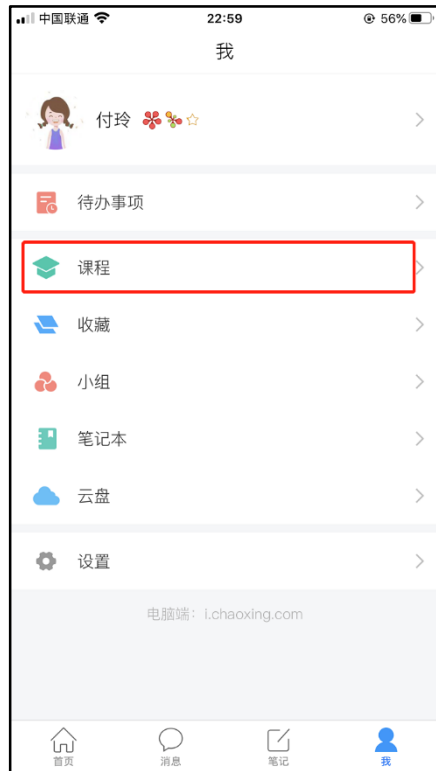 中国联通 22:59 56%
我
付玲
待办事项
课程
收藏
小组
笔记本
云盘
设置
电脑端：i.chaoxing.com
首页 消息 笔记 我